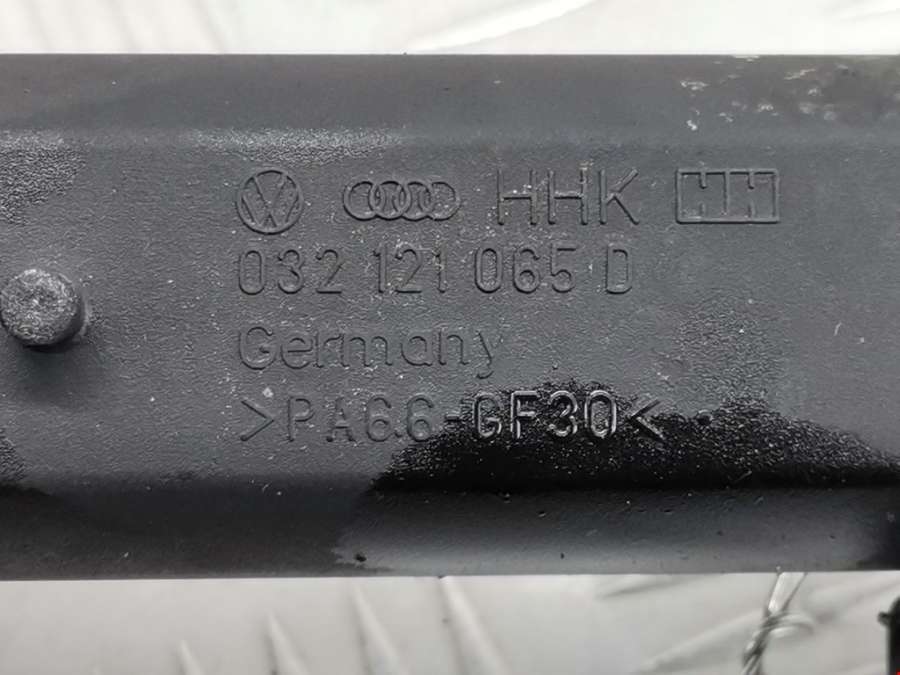 HHK
032 121 065 D
Germany
>PA6.6-GF30<